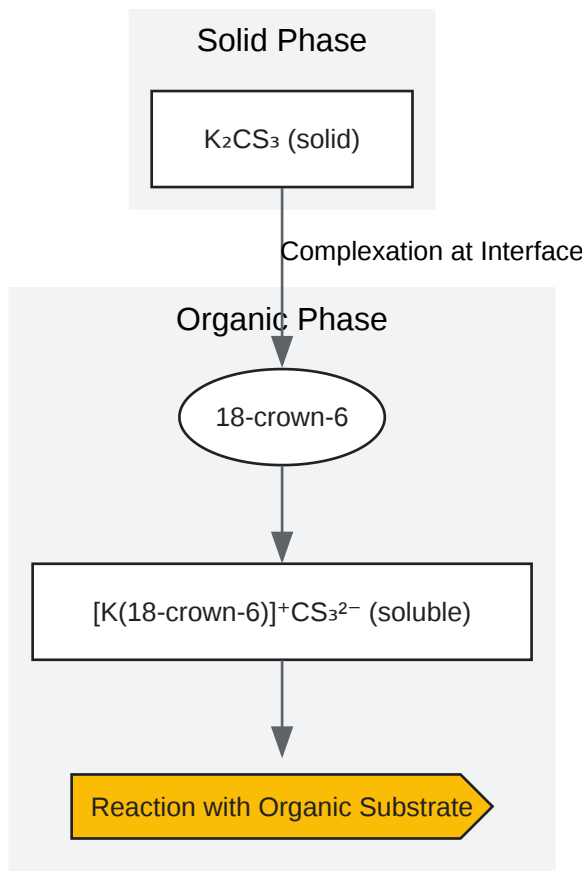 Solid Phase
K₂CS₃ (solid)
Complexation at Interface
Organic Phase
18-crown-6
[K(18-crown-6)]⁺CS₃²⁻ (soluble)
Reaction with Organic Substrate